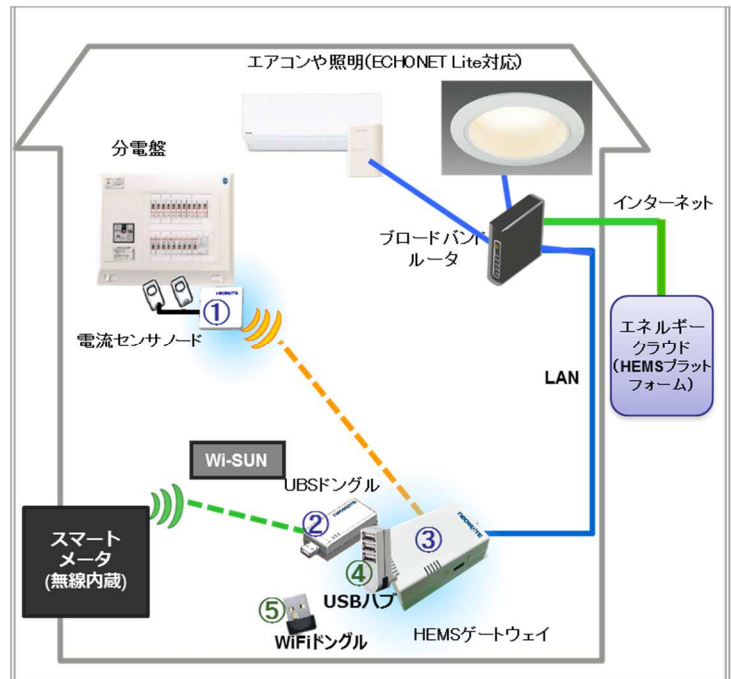 エアコンや照明(ECHONET Lite対応)
分電盤
インターネット
ブロードバンド
ルータ
①
電流センサノード
エネルギー
クラウド
(HEMSプラット
フォーム)
LAN
Wi-SUN
UBSドングル
②
③
スマート
メータ
(無線内蔵)
④
USBハブ
⑤
WiFiドングル
HEMSゲートウェイ